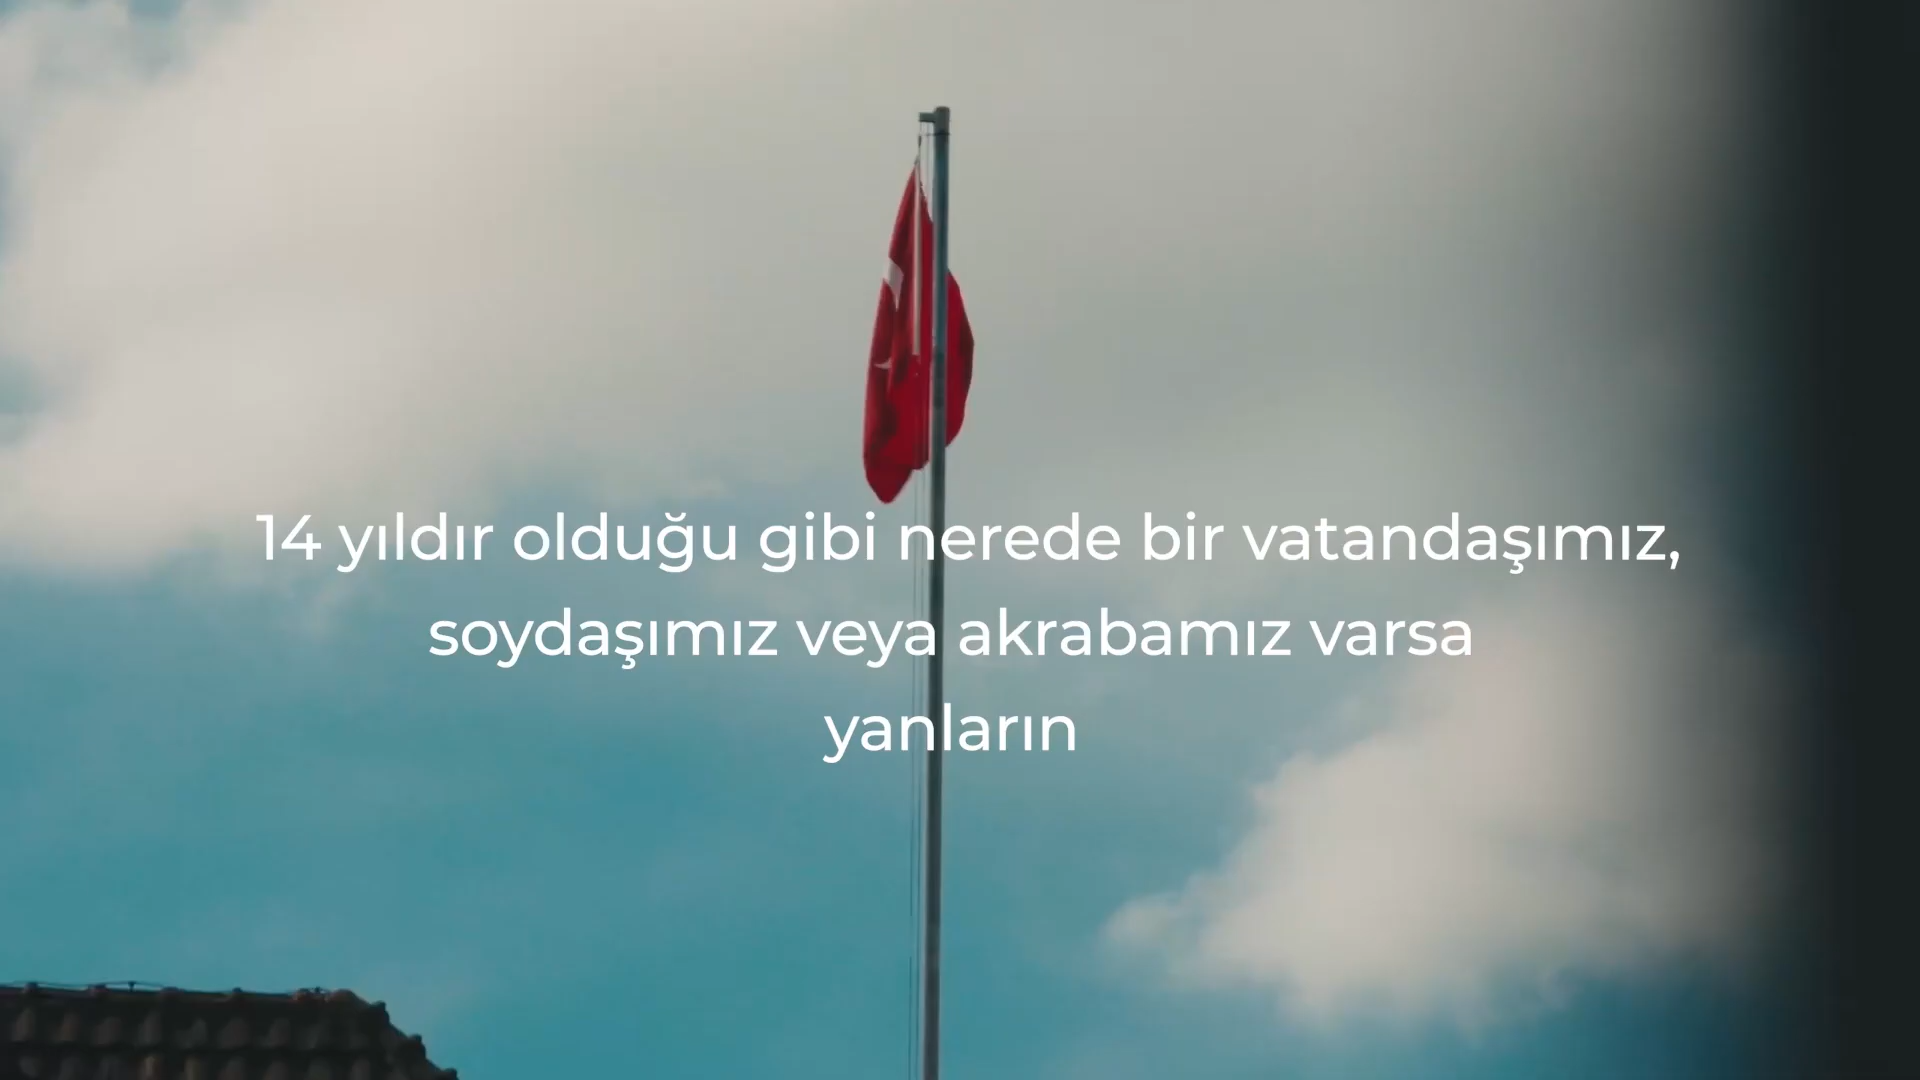 14 yıldır olduğu gibi nerede bir vatandaşımız,
soydaşımız veya akrabamız varsa
yanların